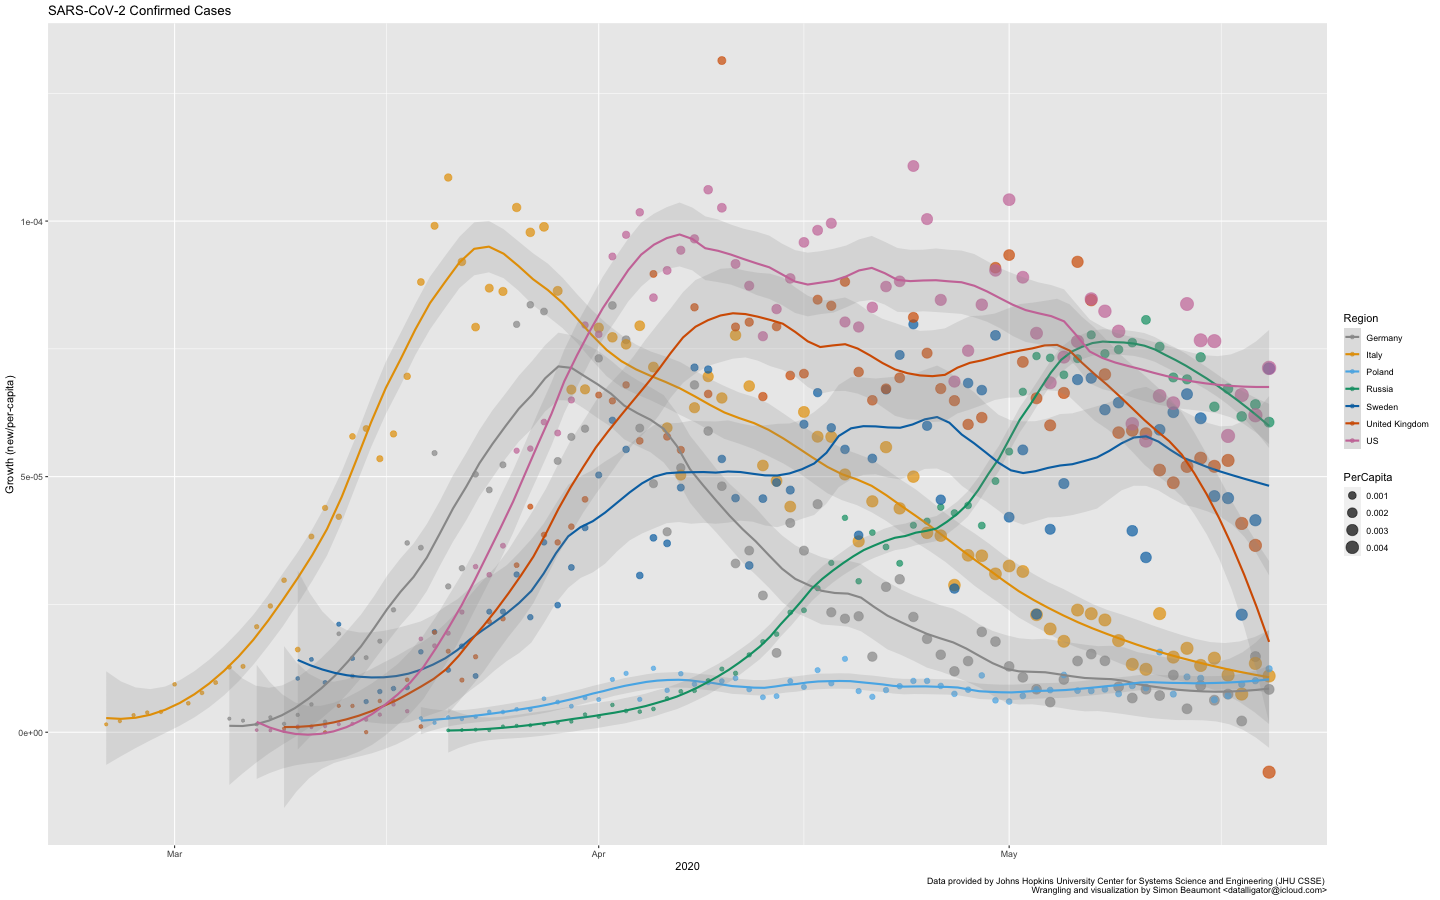 SARS-CoV-2 Confirmed Cases
Growth (new/per-capita)
1e-04
5e-05
0e+00
Mar
Apr
May
2020
Region
Germany
Italy
Poland
Russia
Sweden
United Kingdom
US
PerCapita
0.001
0.002
0.003
0.004
Data provided by Johns Hopkins University Center for Systems Science and Engineering (JHU CSSE)
Wrangling and visualization by Simon Beaumont <datalligator@icloud.com>